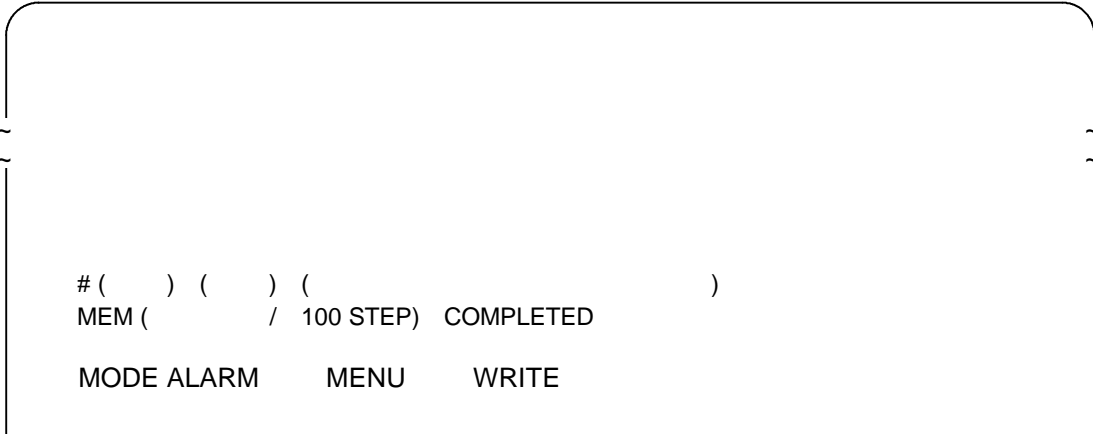 ~ ~
~ ~
# (        )   (        )   (                                                        )
MEM (              /   100 STEP)   COMPLETED
MODE ALARM        MENU        WRITE